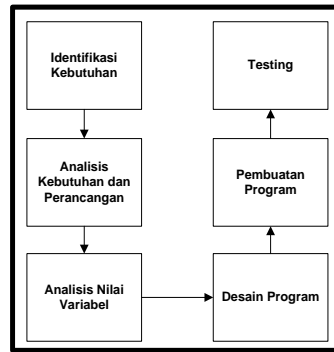 Identifikasi
Kebutuhan
Analisis
Kebutuhan dan
Perancangan
Analisis Nilai
Variabel
Desain Program
Pembuatan
Program
Testing